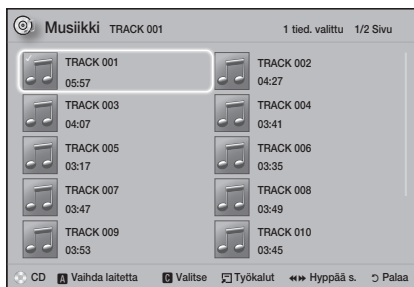 Musiikki TRACK 001 1 tied. valittu 1/2 Sivu
TRACK 001 TRACK 002
05:57 04:27
TRACK 003 TRACK 004
04:07 03:41
TRACK 005 TRACK 006
03:17 03:35
TRACK 007 TRACK 008
03:47 03:49
TRACK 009 TRACK 010
03:53 03:45
CD A Vaihda laitetta C Valitse Työkalut Hyppää s. Palaa